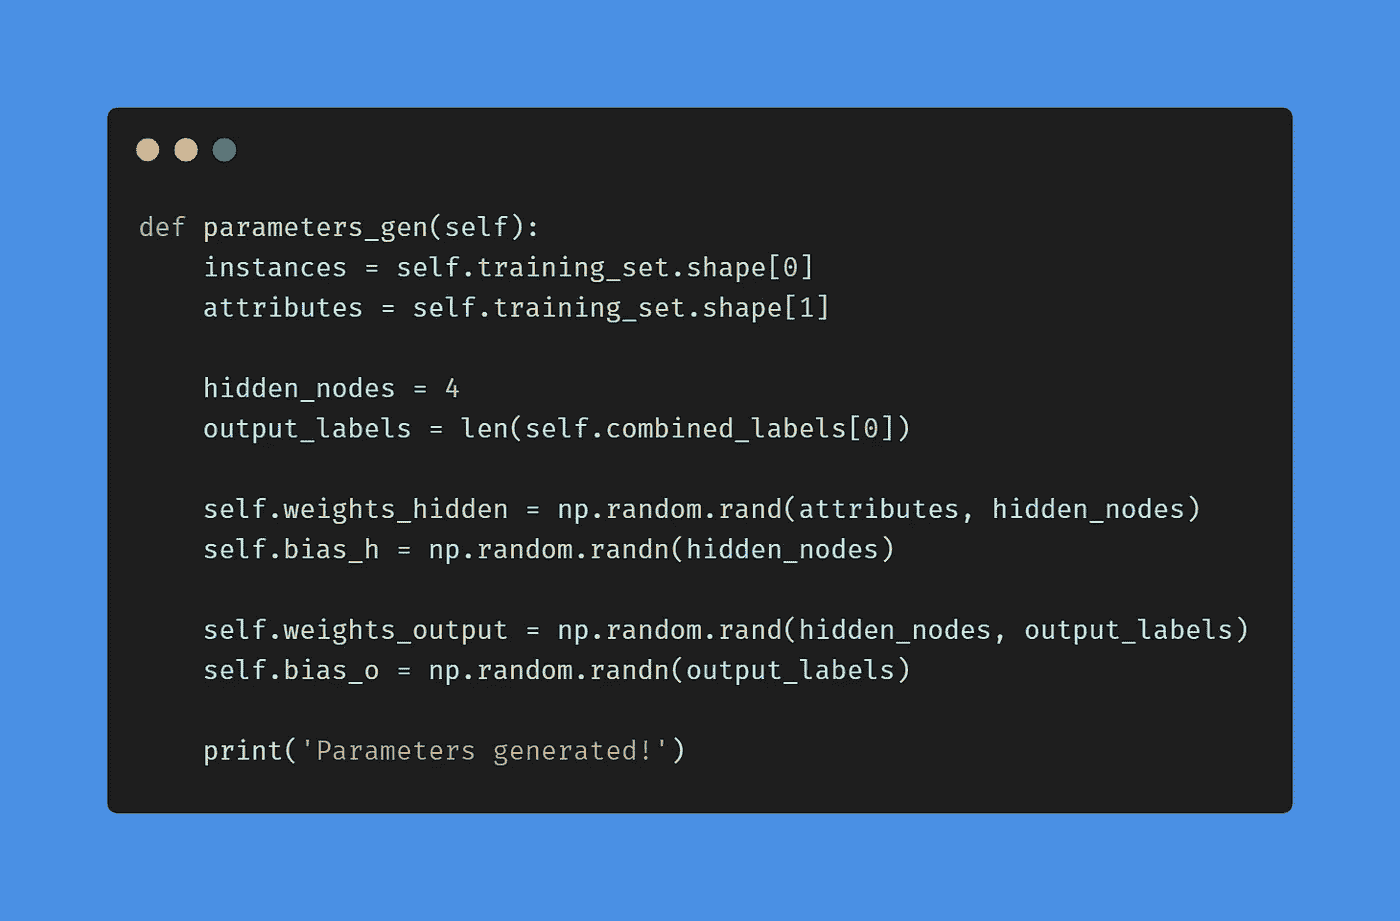 def parameters_gen(self):
    instances = self.training_set.shape[0]
    attributes = self.training_set.shape[1]
    hidden_nodes = 4
    output_labels = len(self.combined_labels[0])
    self.weights_hidden = np.random.rand(attributes, hidden_nodes)
    self.bias_h = np.random.randn(hidden_nodes)
    self.weights_output = np.random.rand(hidden_nodes, output_labels)
    self.bias_o = np.random.randn(output_labels)
    print('Parameters generated!')